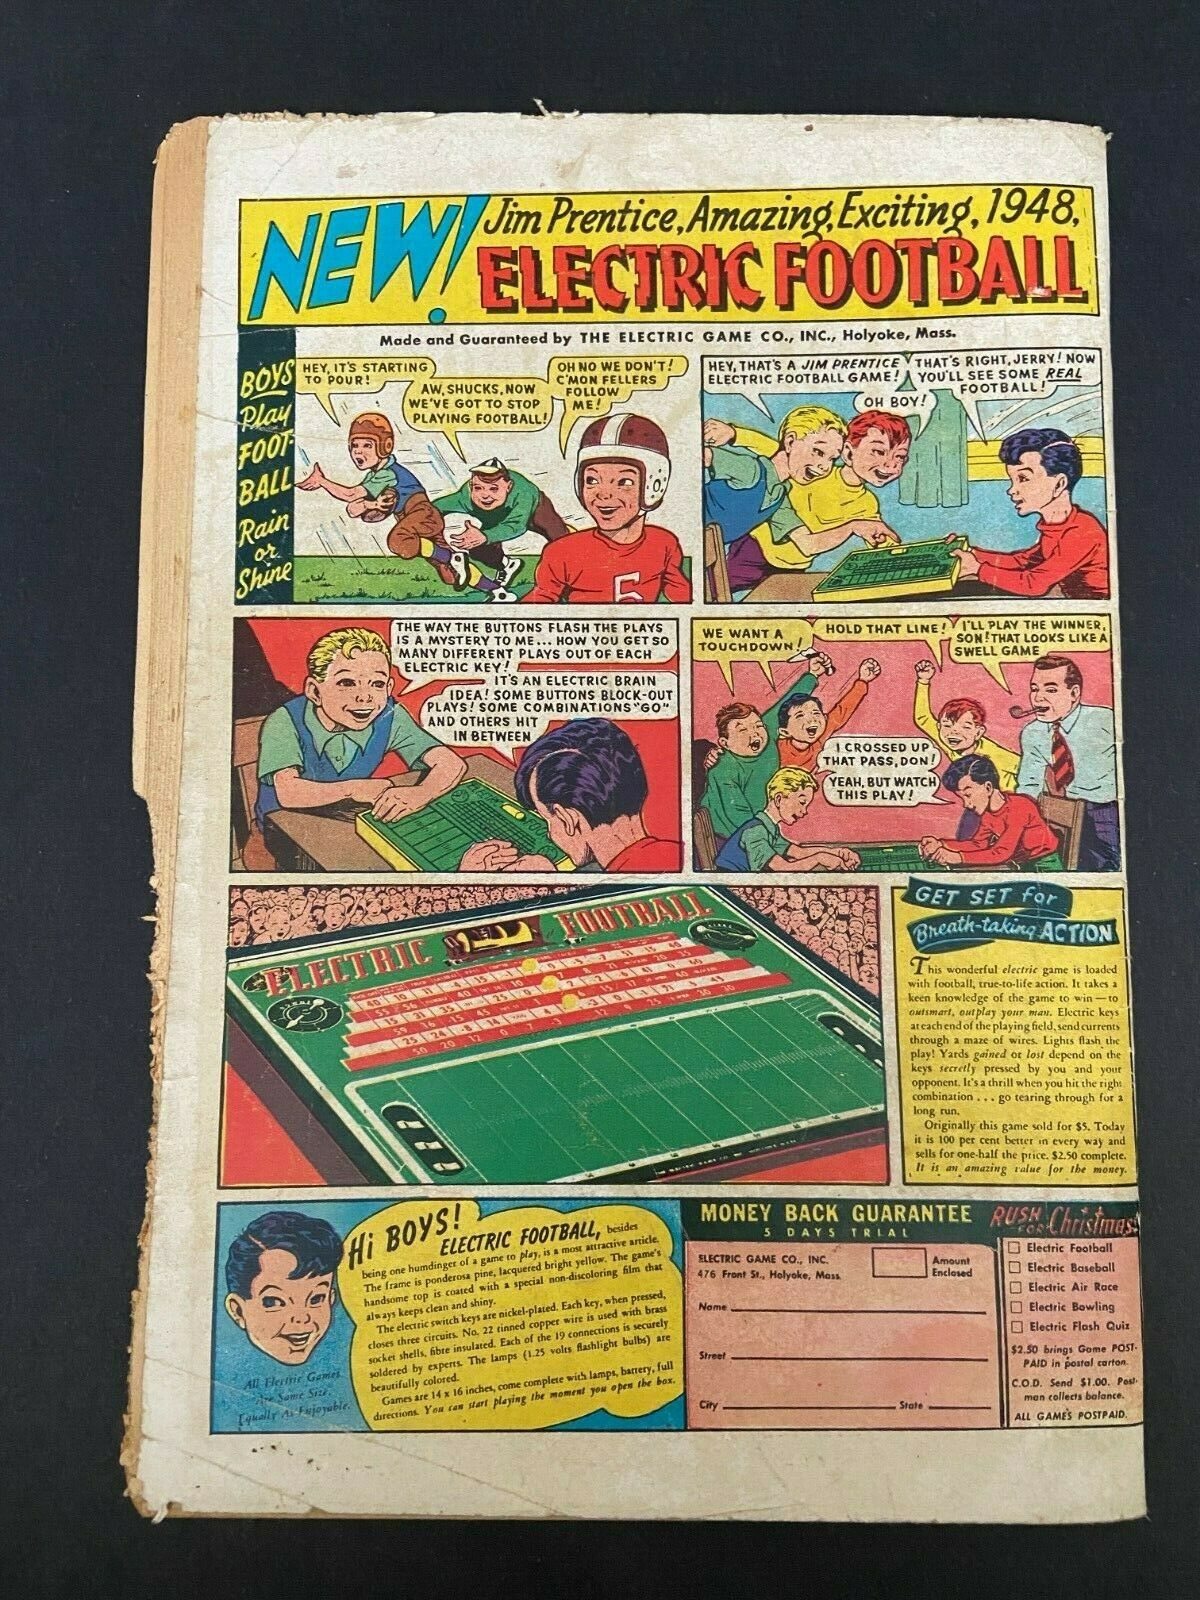 NEW!
Jim Prentice, Amazing, Exciting, 1948,
ELECTRIC FOOTBALL
Made and Guaranteed by THE ELECTRIC GAME CO., INC., Holyoke, Mass.
BOYS
Play
FOOT-
BALL
Rain
or
Shine
HEY, IT'S STARTING
TO POUR!
AW, SHUCKS, NOW
WE'VE GOT TO STOP
PLAYING FOOTBALL!
OH NO WE DON'T!
C'MON FELLERS
FOLLOW
ME!
HEY, THAT'S A JIM PRENTICE
ELECTRIC FOOTBALL GAME!
OH BOY!
THAT'S RIGHT, JERRY! NOW
YOU'LL SEE SOME REAL
FOOTBALL!
THE WAY THE BUTTONS FLASH THE PLAYS
IS A MYSTERY TO ME... HOW YOU GET SO
MANY DIFFERENT PLAYS OUT OF EACH
ELECTRIC KEY!
IT'S AN ELECTRIC BRAIN
IDEA! SOME BUTTONS BLOCK-OUT
PLAYS! SOME COMBINATIONS "GO"
AND OTHERS HIT
IN BETWEEN
WE WANT A
TOUCHDOWN!
HOLD THAT LINE!
I'LL PLAY THE WINNER,
SON! THAT LOOKS LIKE A
SWELL GAME
I CROSSED UP
THAT PASS, DON!
YEAH, BUT WATCH
THIS PLAY!
ELECTRIC FOOTBALL
GET SET for
Breath-taking ACTION
This wonderful electric game is loaded
with football, true-to-life action. It takes a
keen knowledge of the game to win — to
outsmart, outplay your man. Electric keys
at each end of the playing field, send currents
through a maze of wires. Lights flash the
play! Yards gained or lost depend on the
keys secretly pressed by you and your
opponent. It's a thrill when you hit the right
combination . . . go tearing through for a
long run.
Originally this game sold for $5. Today
it is 100 per cent better in every way and
sells for one-half the price. $2.50 complete.
It is an amazing value for the money.
All Electric Games
Are Same Size.
Equally As Enjoyable.
Hi BOYS!
ELECTRIC FOOTBALL, besides
being one humdinger of a game to play, is a most attractive article.
The frame is ponderosa pine, lacquered bright yellow. The game's
handsome top is coated with a special non-discoloring film that
always keeps clean and shiny.
The electric switch keys are nickel-plated. Each key, when pressed,
closes three circuits. No. 22 tinned copper wire is used with brass
socket shells, fibre insulated. Each of the 19 connections is securely
soldered by experts. The lamps (1.25 volts flashlight bulbs) are
beautifully colored.
Games are 14 x 16 inches, come complete with lamps, battery, full
directions. You can start playing the moment you open the box.
MONEY BACK GUARANTEE
5 DAYS TRIAL
ELECTRIC GAME CO., INC.
476 Front St., Holyoke, Mass.
Amount
Enclosed
Name
Street
City State
RUSH FOR Christmas!
Electric Football
Electric Baseball
Electric Air Race
Electric Bowling
Electric Flash Quiz
$2.50 brings Game POST-
PAID in postal carton.
C.O.D. Send $1.00. Post-
man collects balance.
ALL GAMES POSTPAID.